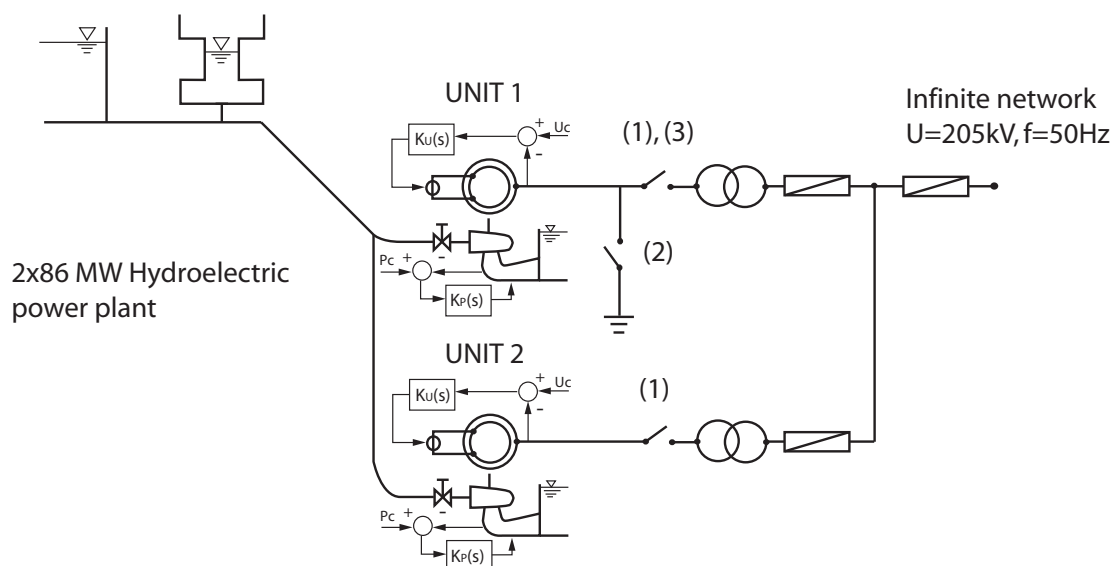 UNIT 1
Infinite network
U=205kV, f=50Hz
(1), (3)
+
Uc
KU(s)
-
(2)
2x86 MW Hydroelectric
power plant
-
Pc
+
KP(s)
UNIT 2
(1)
+
Uc
KU(s)
-
-
Pc
+
KP(s)